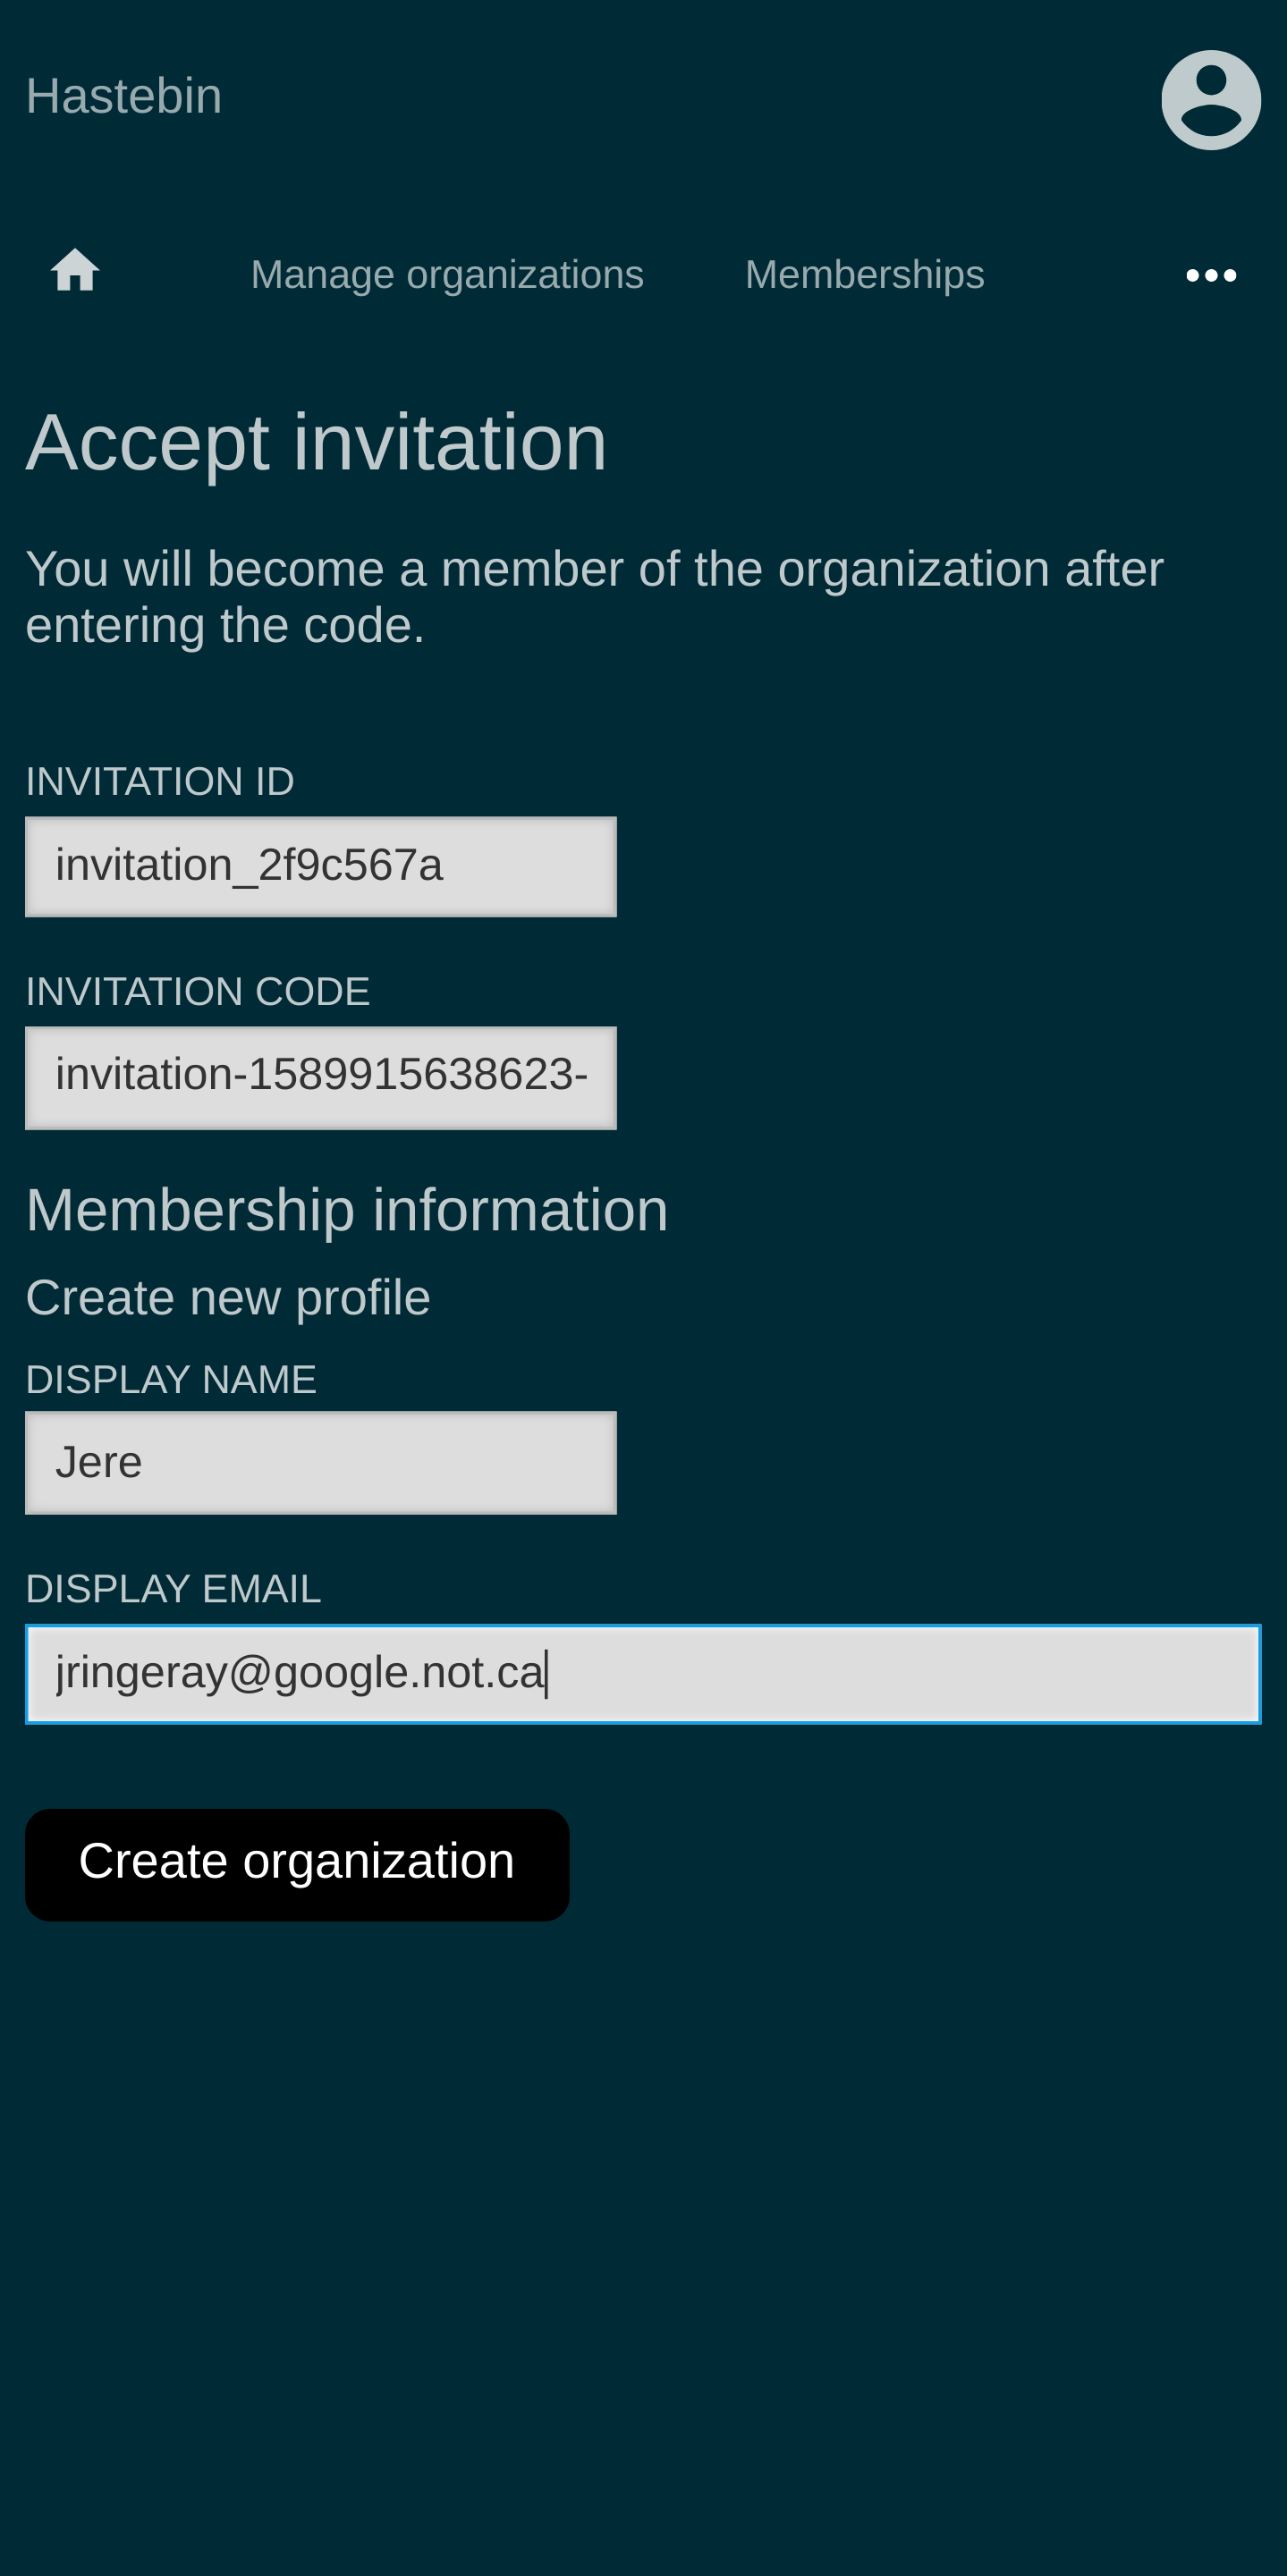 Hastebin
Manage organizations Memberships
Accept invitation
You will become a member of the organization after
entering the code.
INVITATION ID
invitation_2f9c567a
INVITATION CODE
invitation-1589915638623-
Membership information
Create new profile
DISPLAY NAME
Jere
DISPLAY EMAIL
jringeray@google.not.ca
Create organization